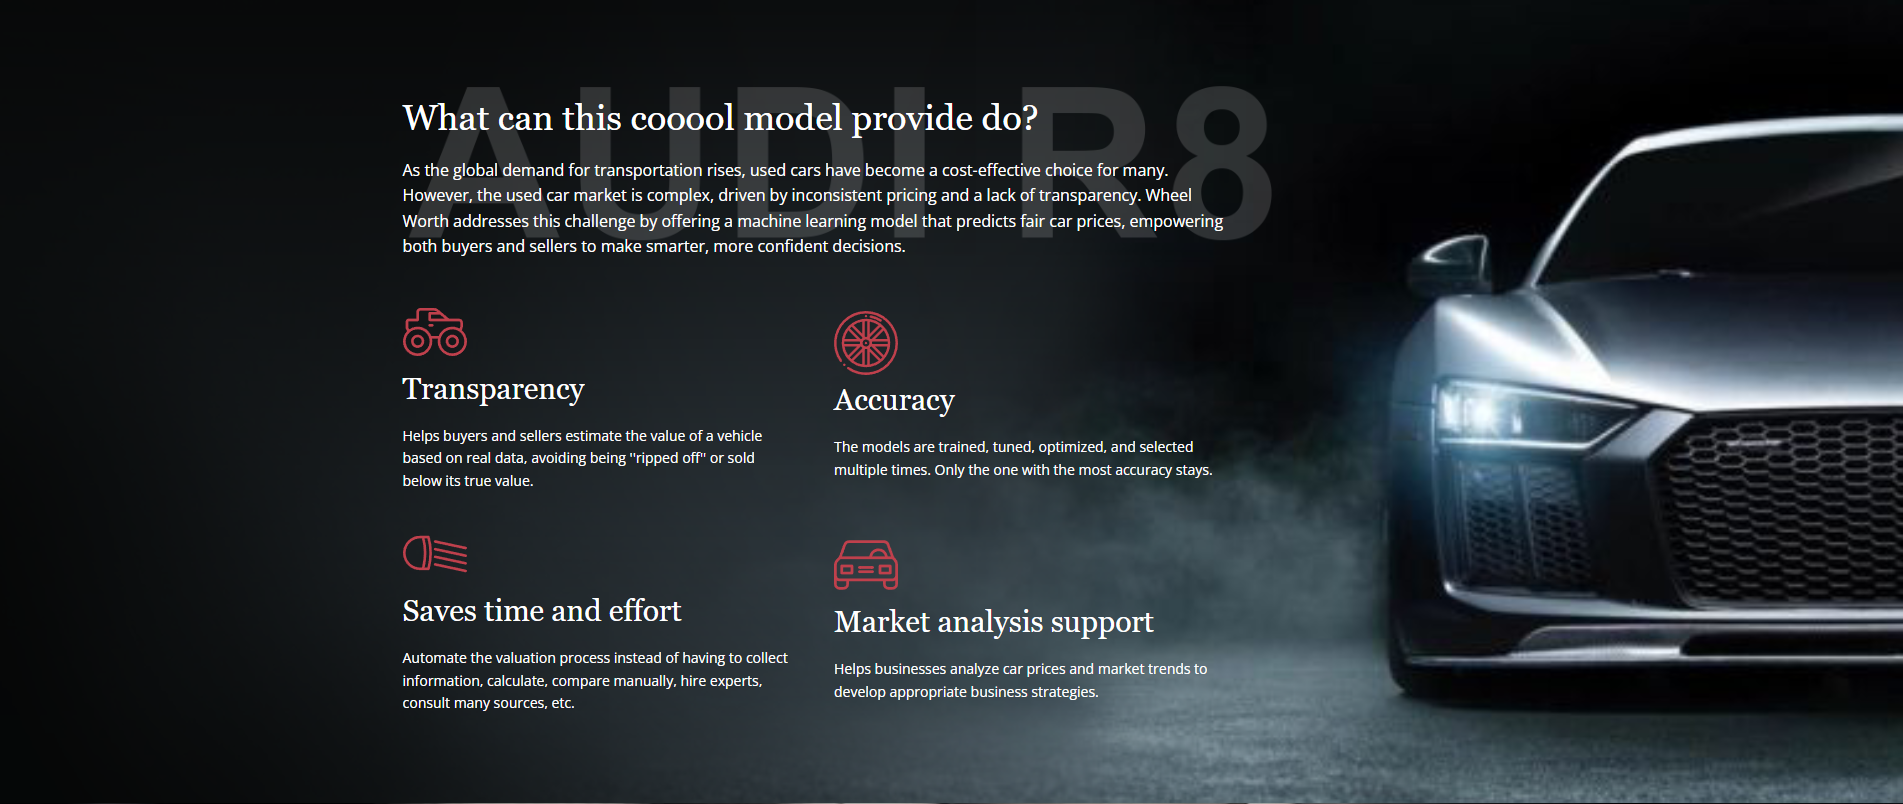 AUDI R8
What can this cooool model provide do?
As the global demand for transportation rises, used cars have become a cost-effective choice for many.
However, the used car market is complex, driven by inconsistent pricing and a lack of transparency. Wheel
Worth addresses this challenge by offering a machine learning model that predicts fair car prices, empowering
both buyers and sellers to make smarter, more confident decisions.
Transparency
Helps buyers and sellers estimate the value of a vehicle
based on real data, avoiding being "ripped off" or sold
below its true value.
Accuracy
The models are trained, tuned, optimized, and selected
multiple times. Only the one with the most accuracy stays.
Saves time and effort
Automate the valuation process instead of having to collect
information, calculate, compare manually, hire experts,
consult many sources, etc.
Market analysis support
Helps businesses analyze car prices and market trends to
develop appropriate business strategies.